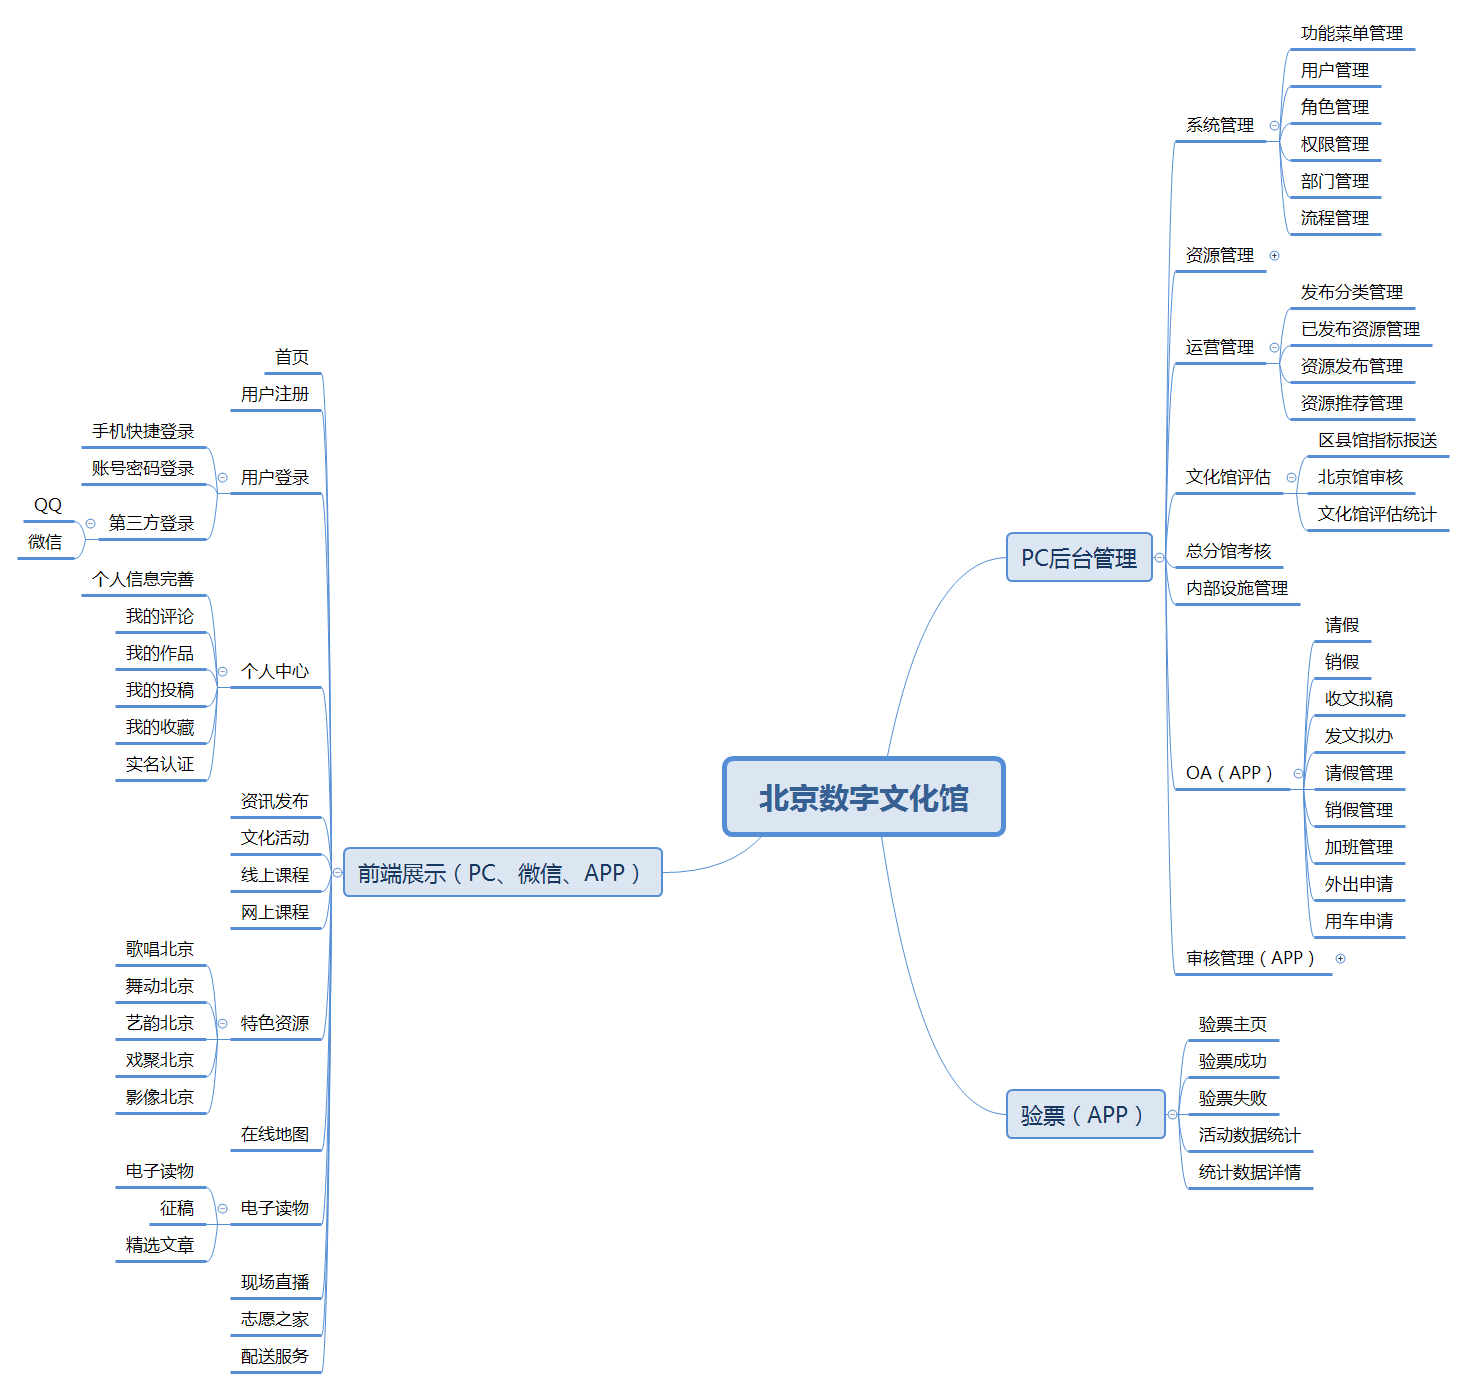 北京数字文化馆
PC后台管理
系统管理
功能菜单管理
用户管理
角色管理
权限管理
部门管理
流程管理
资源管理
运营管理
发布分类管理
已发布资源管理
资源发布管理
资源推荐管理
文化馆评估
区县馆指标报送
北京馆审核
文化馆评估统计
总分馆考核
内部设施管理
OA（APP）
请假
销假
收文拟稿
发文拟办
请假管理
销假管理
加班管理
外出申请
用车申请
审核管理（APP）
验票（APP）
验票主页
验票成功
验票失败
活动数据统计
统计数据详情
前端展示（PC、微信、APP）
首页
用户注册
用户登录
手机快捷登录
账号密码登录
第三方登录
QQ
微信
个人中心
个人信息完善
我的评论
我的作品
我的投稿
我的收藏
实名认证
资讯发布
文化活动
线上课程
网上课程
特色资源
歌唱北京
舞动北京
艺韵北京
戏聚北京
影像北京
在线地图
电子读物
电子读物
征稿
精选文章
现场直播
志愿之家
配送服务